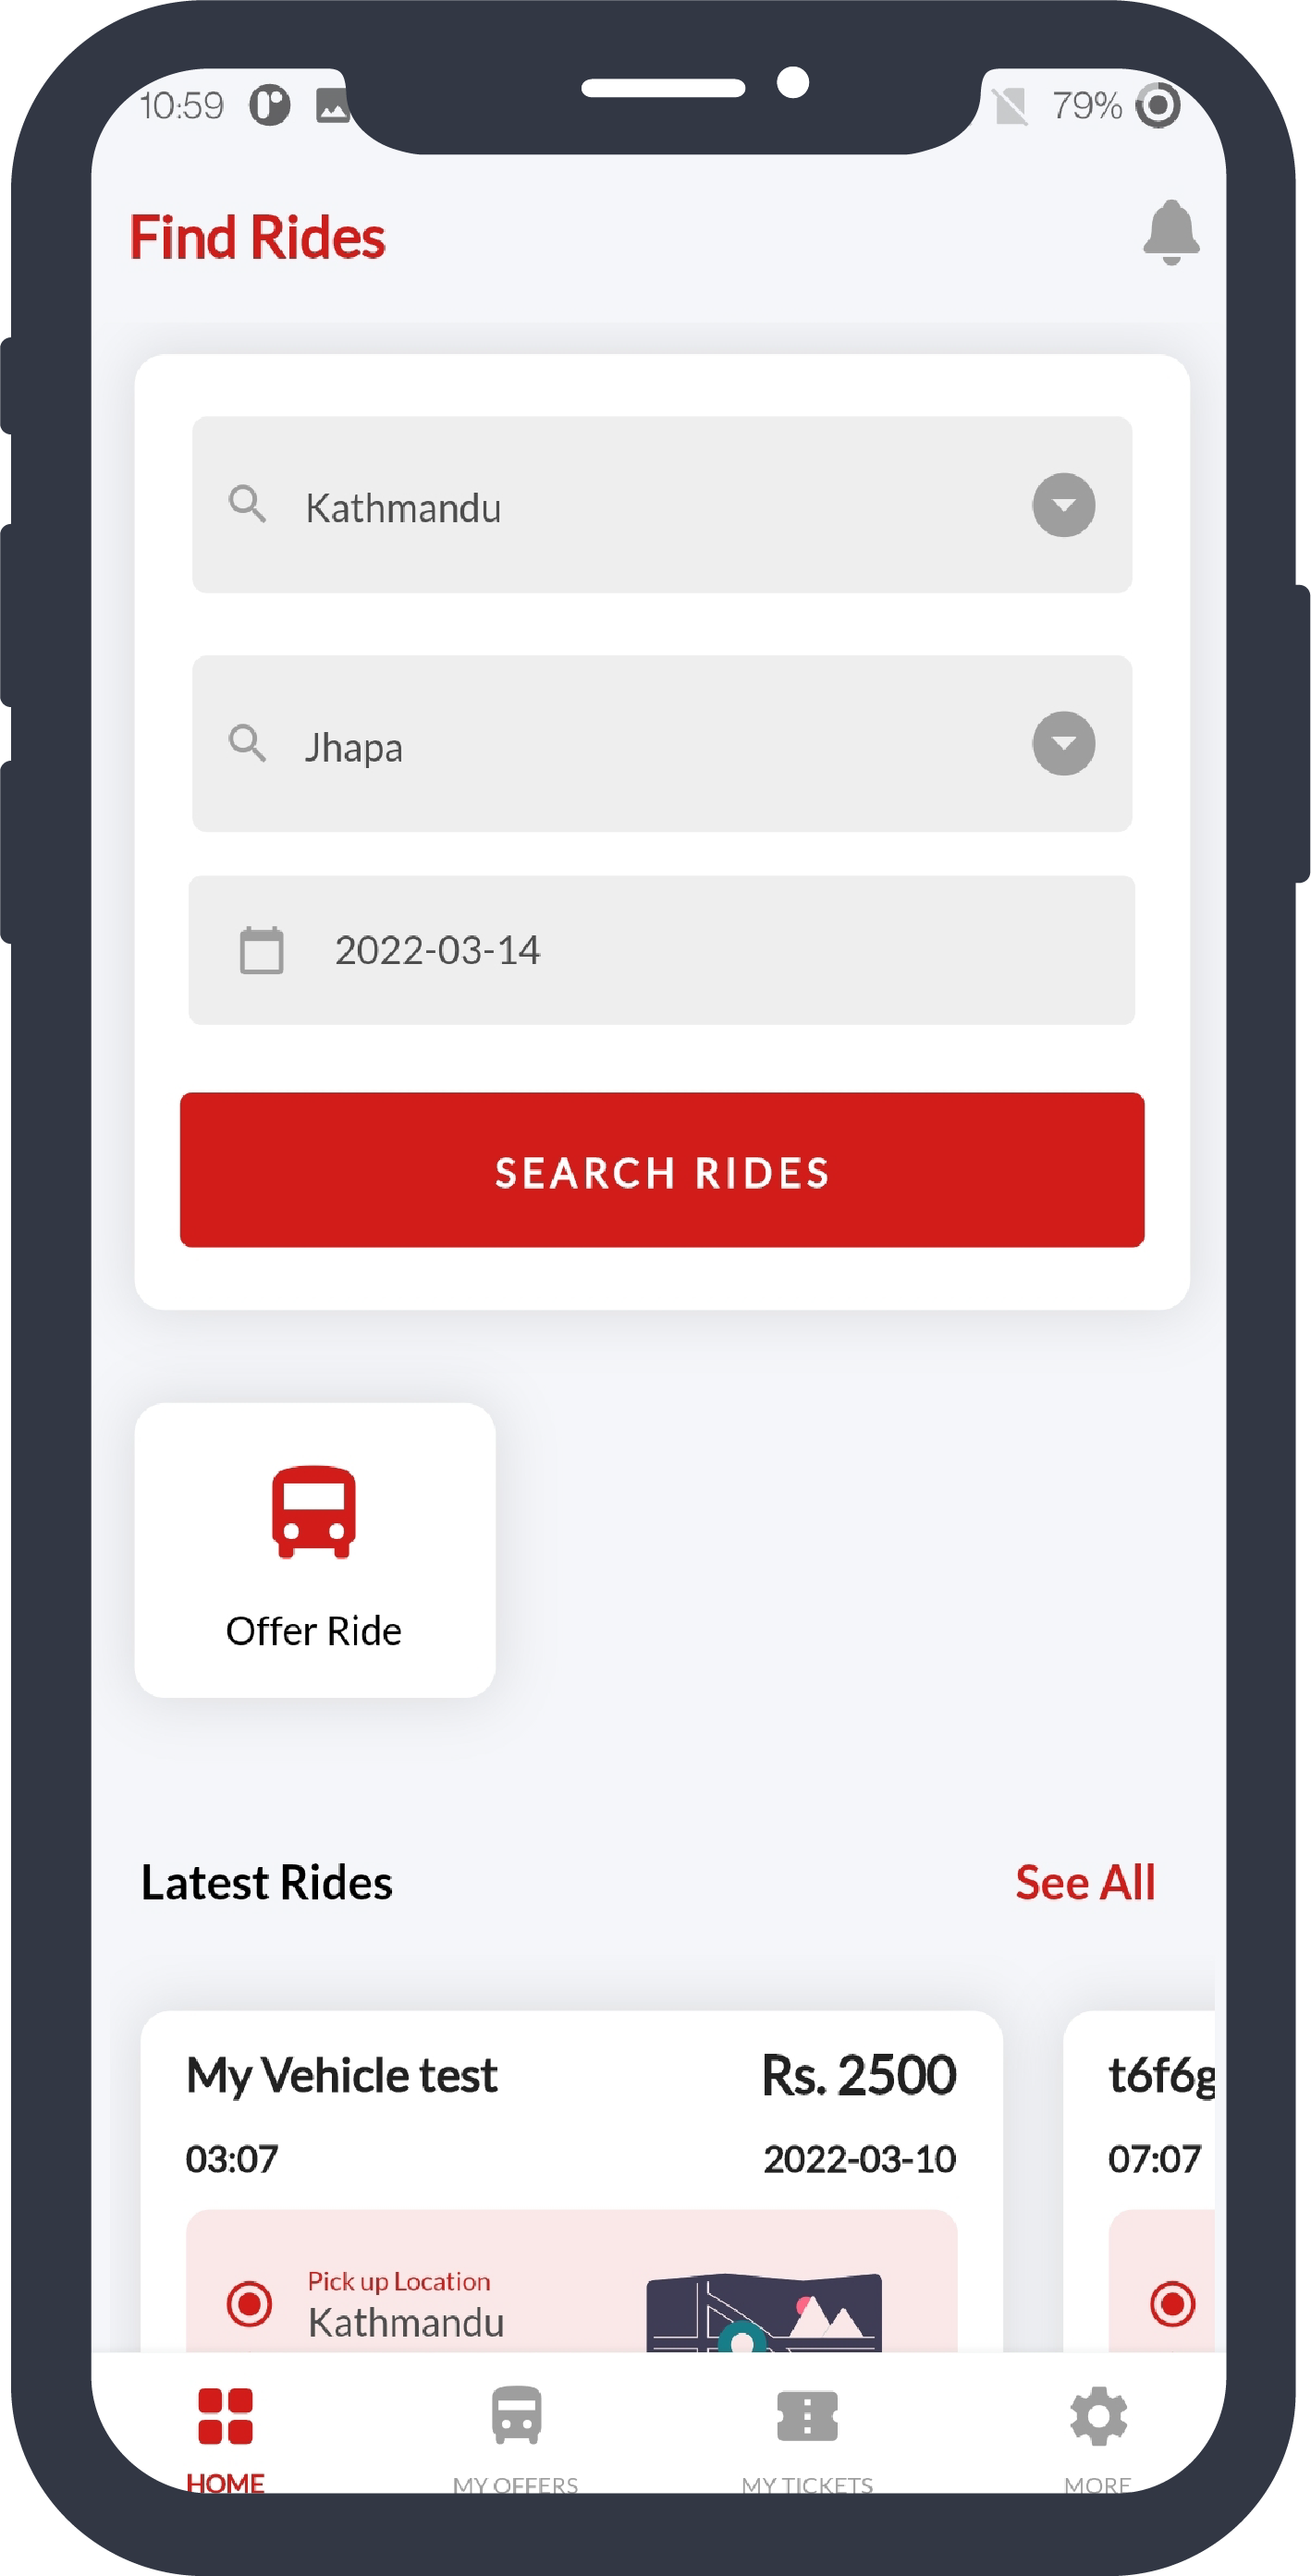 10:59 79%
Find Rides
Kathmandu
Jhapa
2022-03-14
SEARCH RIDES
Offer Ride
Latest Rides See All
My Vehicle test Rs. 2500
03:07 2022-03-10
Pick up Location
Kathmandu
t6f6g
07:07
HOME MY OFFERS MY TICKETS MORE